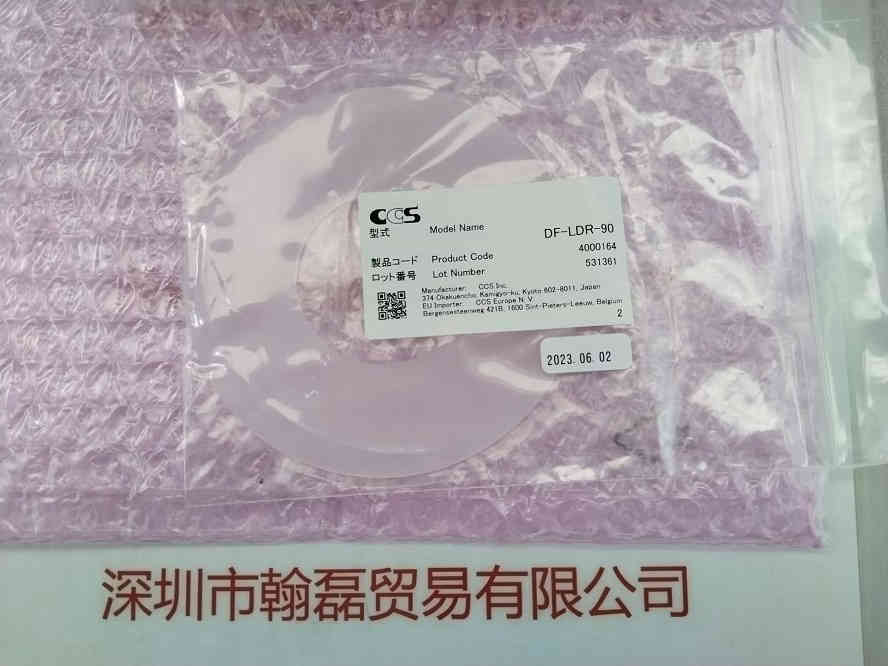 CCS
型式 Model Name DF-LDR-90
製品コード Product Code 4000164
ロット番号 Lot Number 531361
Manufacturer: CCS Inc.
374 Okakuencho, Kamigyo-ku, Kyoto 602-8011, Japan
EU Importer: CCS Europe N.V.
Bergensesteenweg 421B, 1600 Sint-Pieters-Leeuw, Belgium
2
2023.06.02
深圳市翰磊贸易有限公司